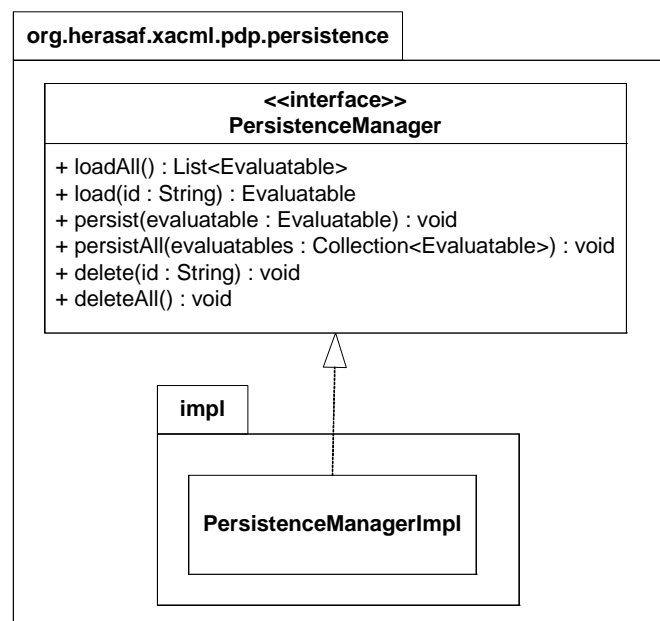 org.herasaf.xacml.pdp.persistence
<<interface>>
PersistenceManager
+ loadAll() : List<Evaluatable>
+ load(id : String) : Evaluatable
+ persist(evaluatable : Evaluatable) : void
+ persistAll(evaluatables : Collection<Evaluatable>) : void
+ delete(id : String) : void
+ deleteAll() : void
impl
PersistenceManagerImpl